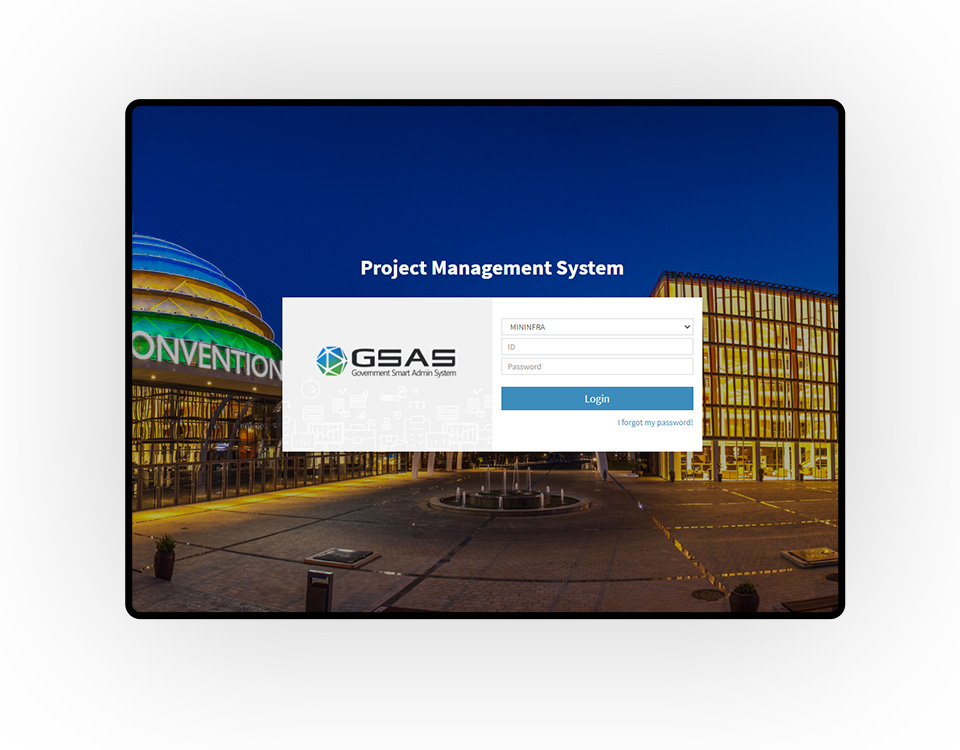 Project Management System
ONVENTION
GSAS
Government Smart Admin System
MININFRA
ID
Password
Login
I forgot my password!